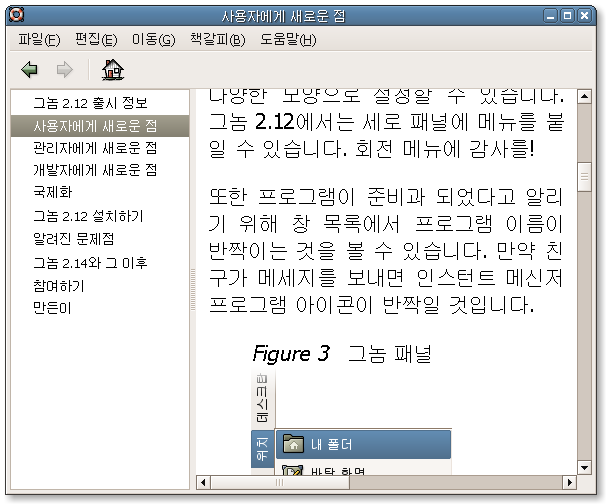 사용자에게 새로운 점
파일(F) 편집(E) 이동(G) 책갈피(B) 도움말(H)
그놈 2.12 출시 정보
사용자에게 새로운 점
관리자에게 새로운 점
개발자에게 새로운 점
국제화
그놈 2.12 설치하기
알려진 문제점
그놈 2.14와 그 이후
참여하기
만든이
다양한 모양으로 설정할 수 있습니다.
그놈 2.12에서는 세로 패널에 메뉴를 붙
일 수 있습니다. 회전 메뉴에 감사를!
또한 프로그램이 준비과 되었다고 알리
기 위해 창 목록에서 프로그램 이름이
반짝이는 것을 볼 수 있습니다. 만약 친
구가 메세지를 보내면 인스턴트 메신저
프로그램 아이콘이 반짝일 것입니다.
Figure 3 그놈 패널
데스크탑
위치
내 폴더
바탕 화면